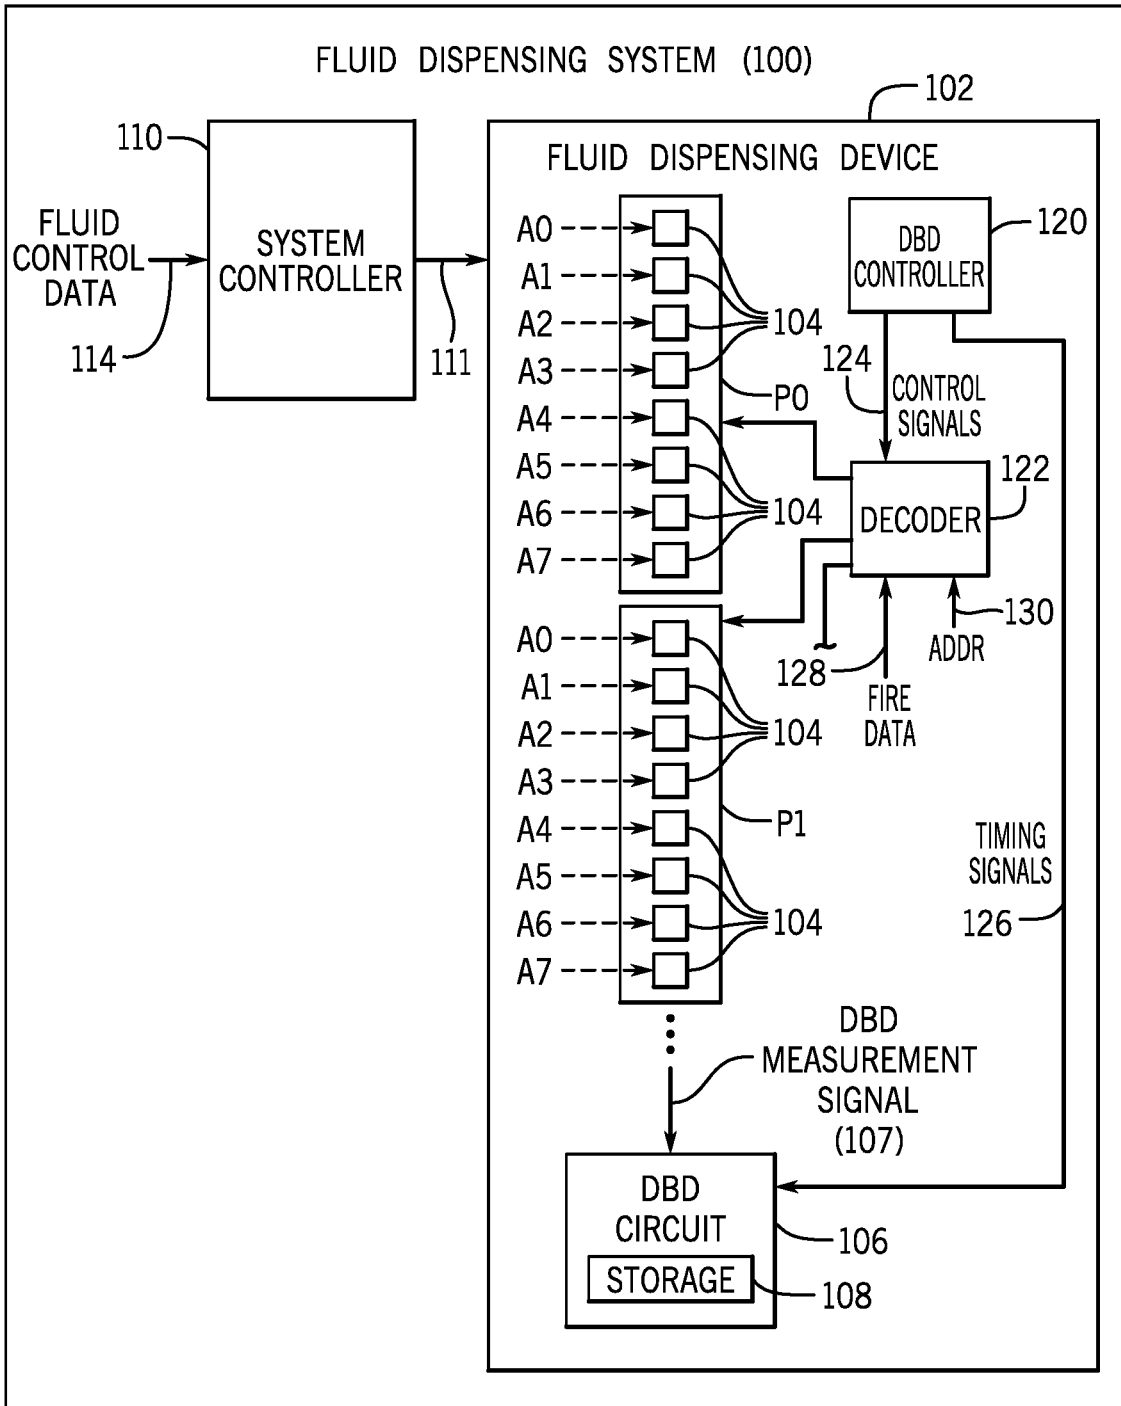 FLUID DISPENSING SYSTEM (100)
102
110
FLUID DISPENSING DEVICE
FLUID
CONTROL
DATA
114
SYSTEM
CONTROLLER
111
A0
A1
A2
A3
104
P0
A4
A5
A6
A7
104
DBD
CONTROLLER
120
124
CONTROL
SIGNALS
122
DECODER
130
ADDR
128
FIRE
DATA
A0
A1
A2
A3
104
P1
A4
A5
A6
A7
104
TIMING
SIGNALS
126
DBD
MEASUREMENT
SIGNAL
(107)
DBD
CIRCUIT
106
STORAGE
108